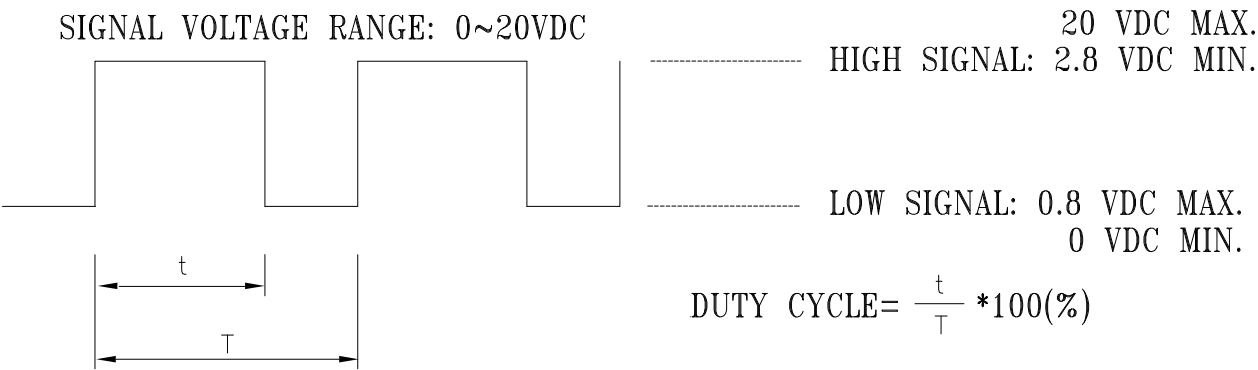 SIGNAL VOLTAGE RANGE: 0~20VDC
20 VDC MAX.
HIGH SIGNAL: 2.8 VDC MIN.
LOW SIGNAL: 0.8 VDC MAX.
0 VDC MIN.
t
T
DUTY CYCLE= t/T *100(%)